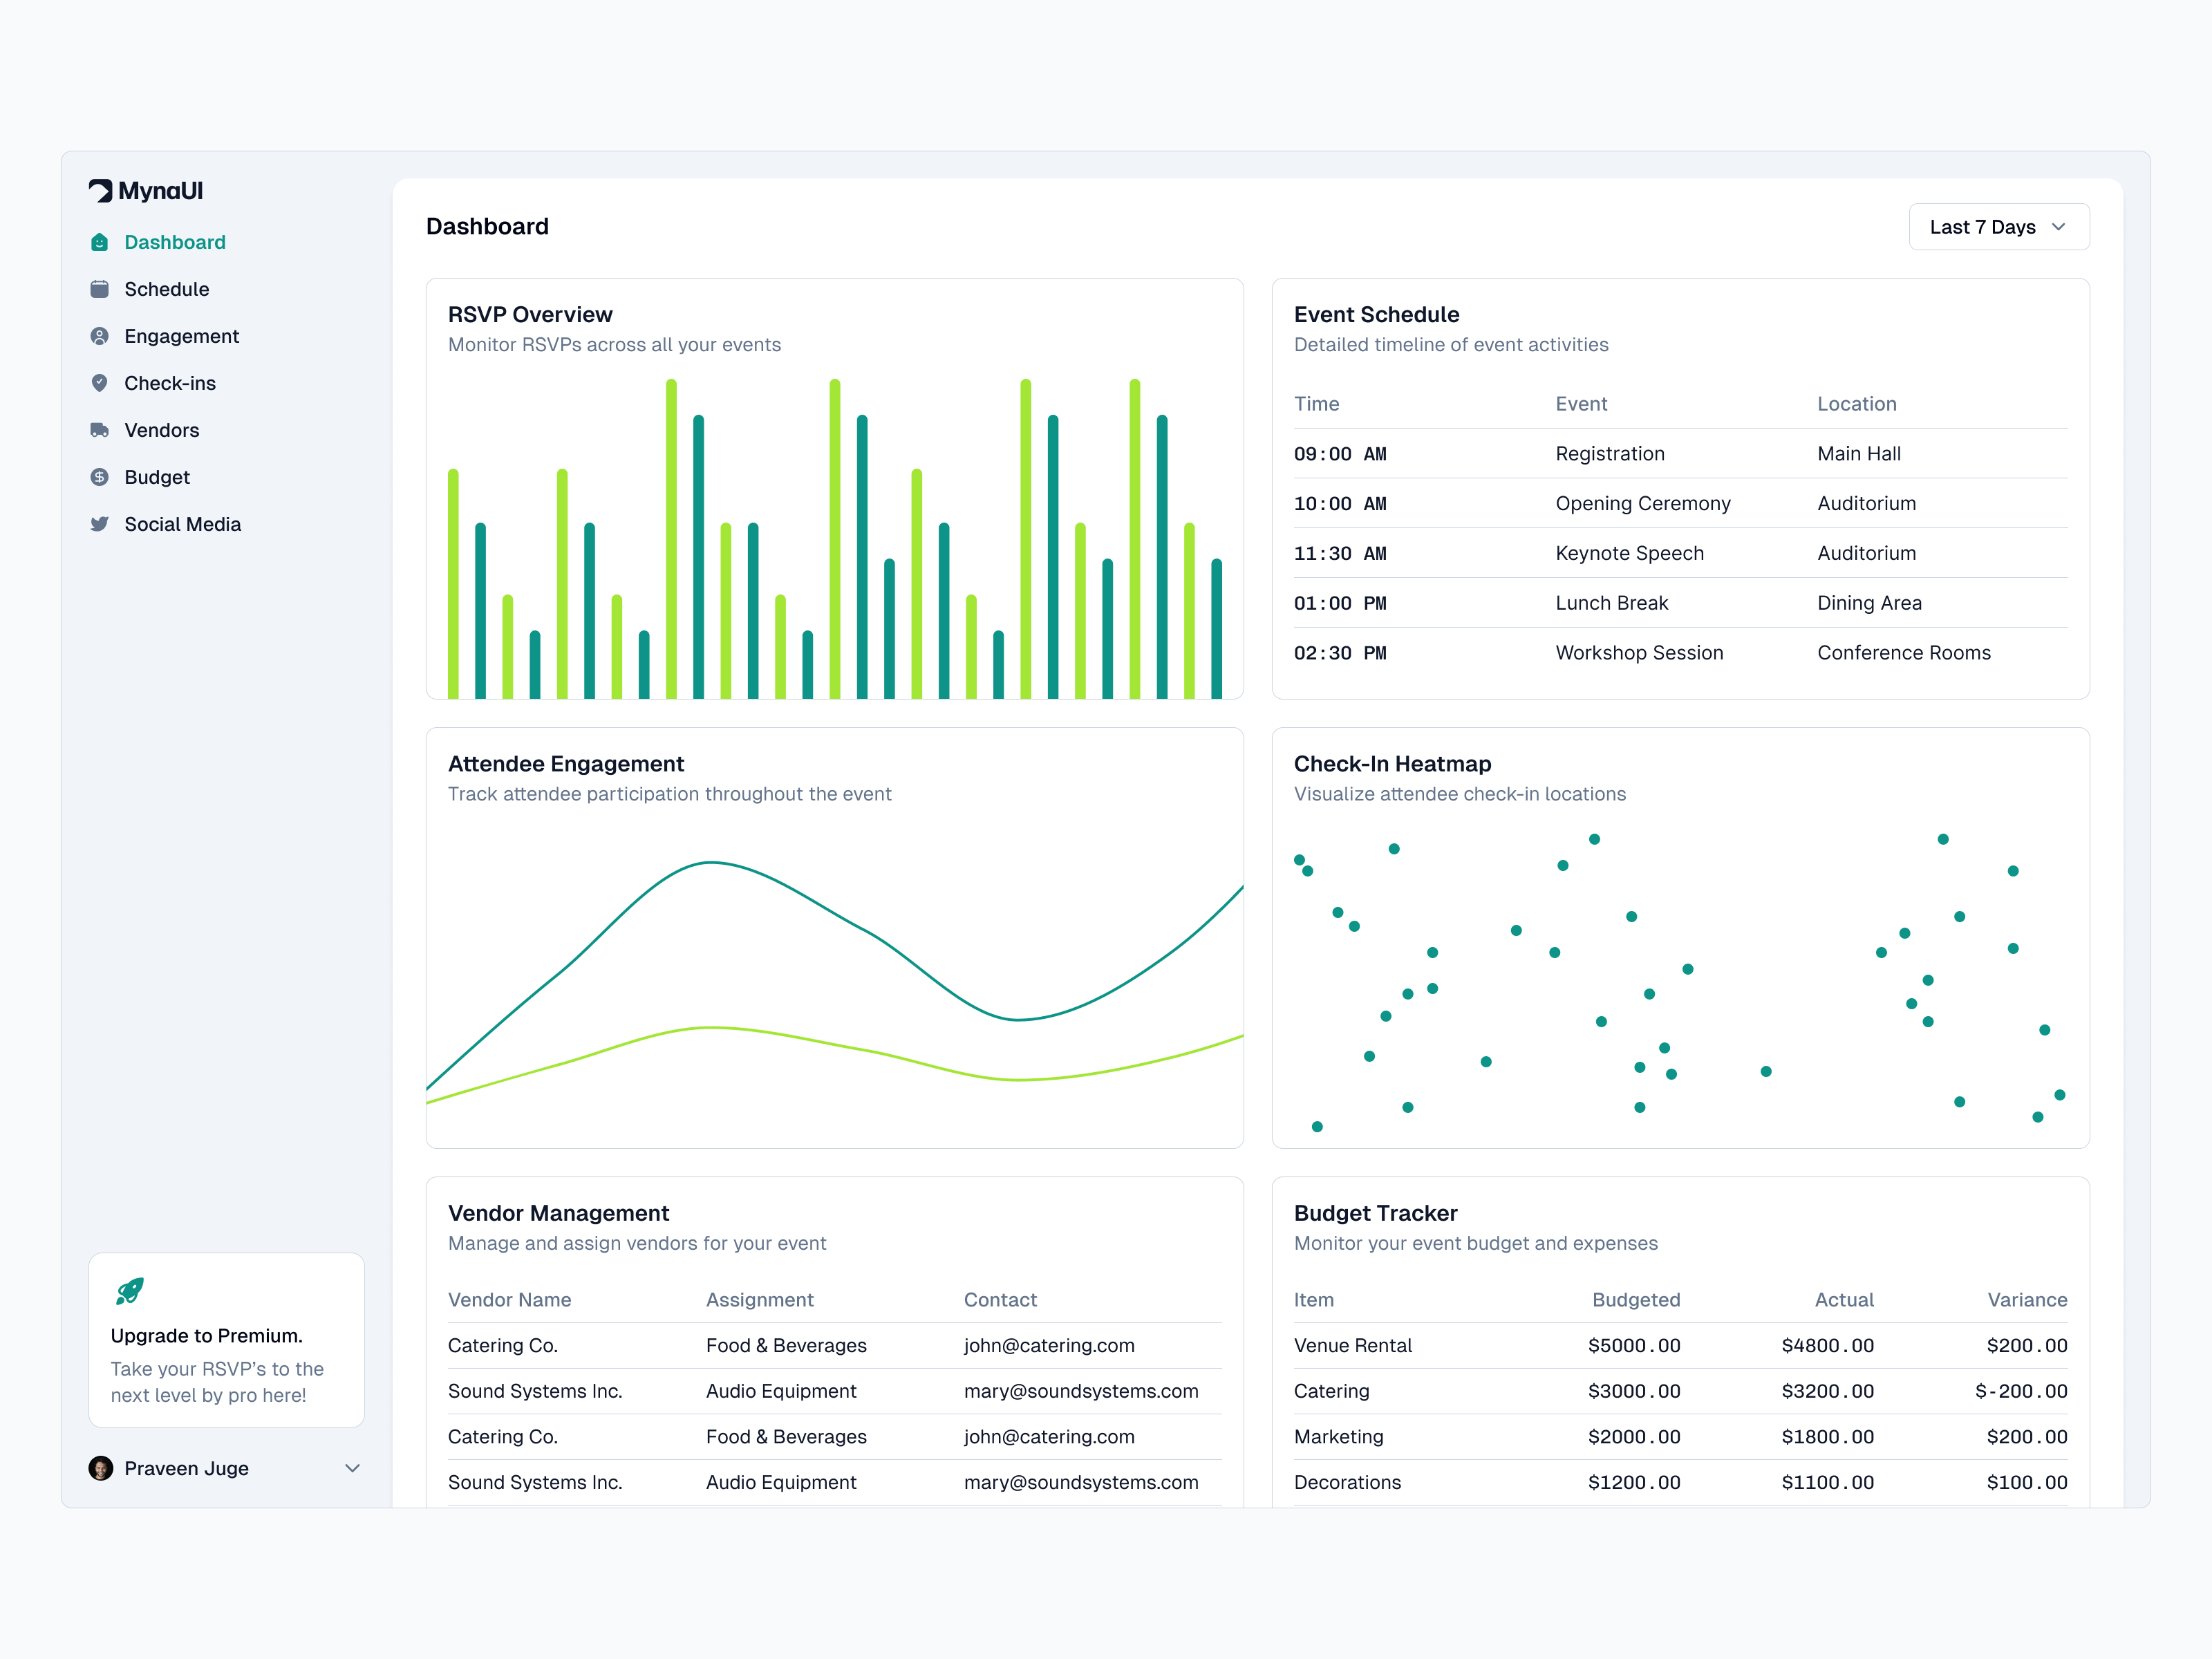 MynaUI
Dashboard
Schedule
Engagement
Check-ins
Vendors
Budget
Social Media
Upgrade to Premium.
Take your RSVP’s to the
next level by pro here!
Praveen Juge
Dashboard
Last 7 Days
RSVP Overview
Monitor RSVPs across all your events
Event Schedule
Detailed timeline of event activities
Time Event Location
09:00 AM Registration Main Hall
10:00 AM Opening Ceremony Auditorium
11:30 AM Keynote Speech Auditorium
01:00 PM Lunch Break Dining Area
02:30 PM Workshop Session Conference Rooms
Attendee Engagement
Track attendee participation throughout the event
Check-In Heatmap
Visualize attendee check-in locations
Vendor Management
Manage and assign vendors for your event
Vendor Name Assignment Contact
Catering Co. Food & Beverages john@catering.com
Sound Systems Inc. Audio Equipment mary@soundsystems.com
Catering Co. Food & Beverages john@catering.com
Sound Systems Inc. Audio Equipment mary@soundsystems.com
Budget Tracker
Monitor your event budget and expenses
Item Budgeted Actual Variance
Venue Rental $5000.00 $4800.00 $200.00
Catering $3000.00 $3200.00 $-200.00
Marketing $2000.00 $1800.00 $200.00
Decorations $1200.00 $1100.00 $100.00